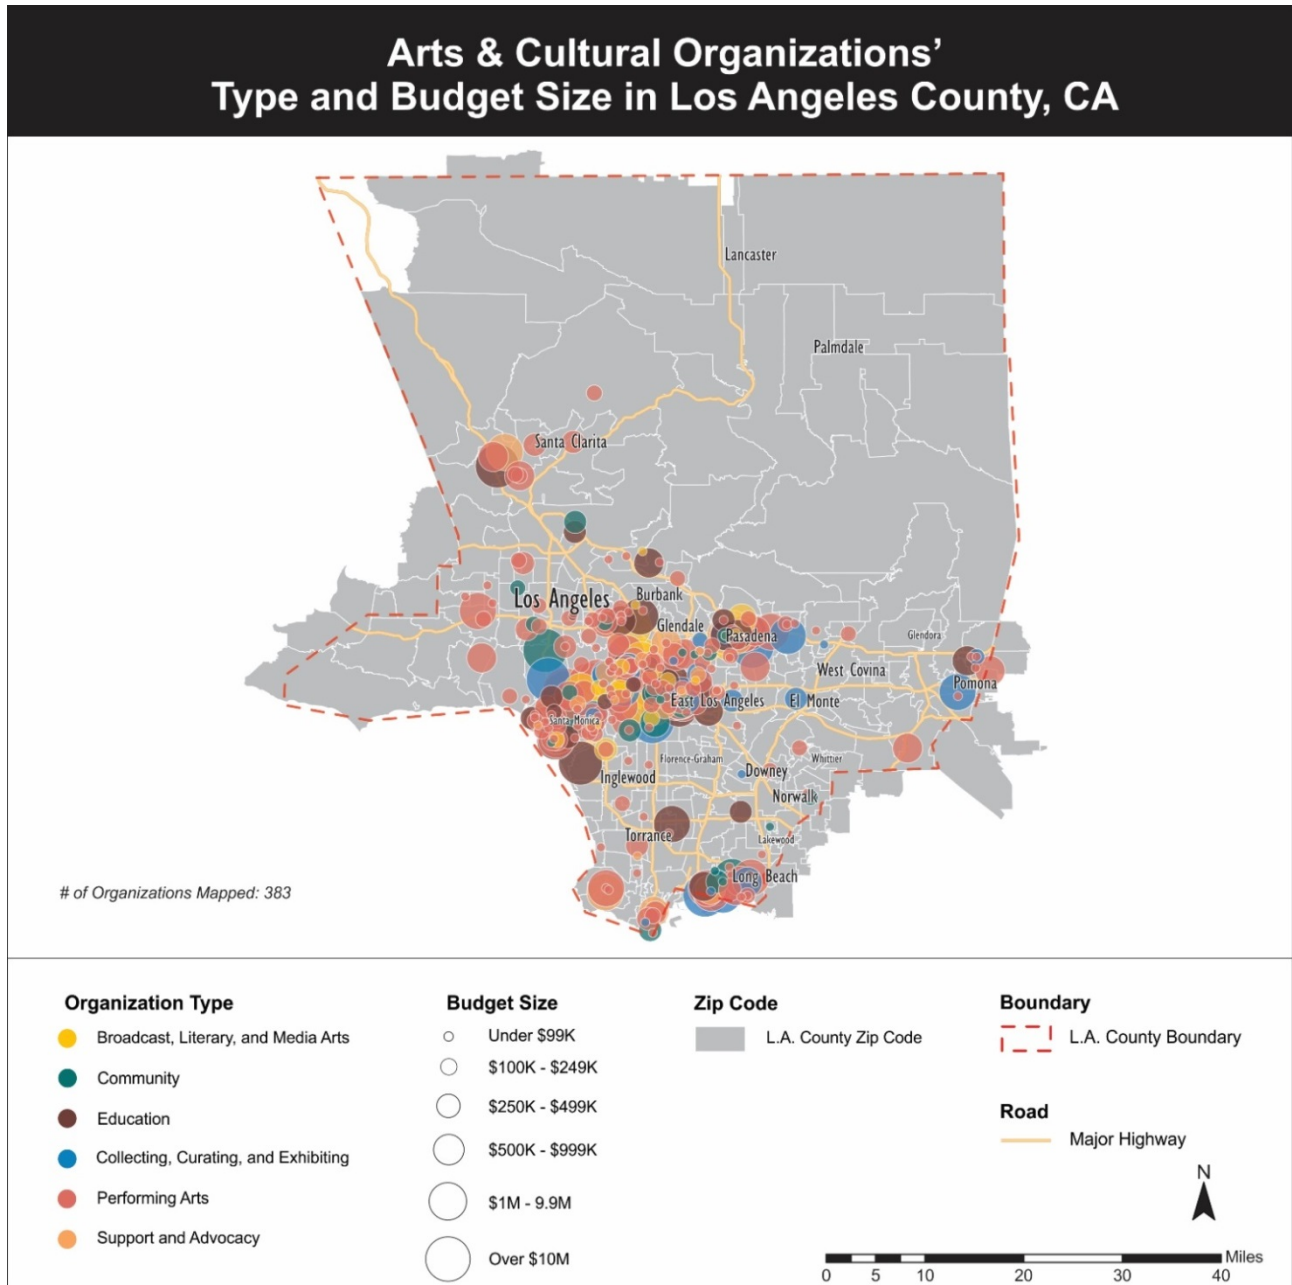 Arts & Cultural Organizations’
Type and Budget Size in Los Angeles County, CA
Lancaster
Palmdale
Santa Clarita
Los Angeles
Burbank
Glendale
Pasadena
Glendora
West Covina
Pomona
East Los Angeles
El Monte
Santa Monica
Florence-Graham
Whittier
Inglewood
Downey
Norwalk
Torrance
Lakewood
Long Beach
# of Organizations Mapped: 383
Organization Type
Broadcast, Literary, and Media Arts
Community
Education
Collecting, Curating, and Exhibiting
Performing Arts
Support and Advocacy
Budget Size
Under $99K
$100K - $249K
$250K - $499K
$500K - $999K
$1M - 9.9M
Over $10M
Zip Code
L.A. County Zip Code
Boundary
L.A. County Boundary
Road
Major Highway
N
Miles
0 5 10 20 30 40